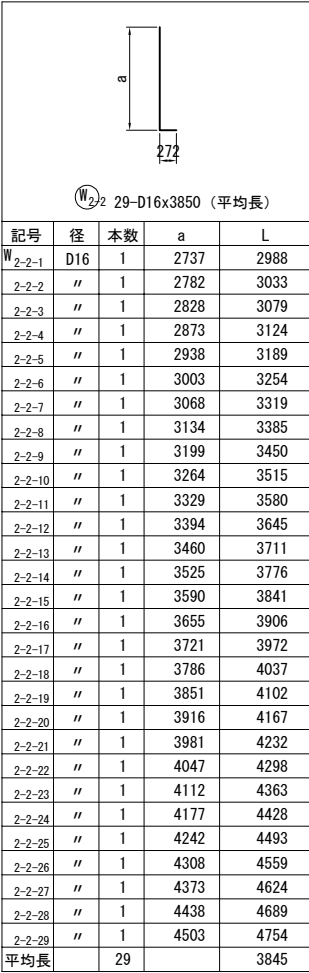 a
272
W2-2 29-D16x3850 (平均長)
記号 径 本数 a L
W2-2-1 D16 1 2737 2988
2-2-2 〃 1 2782 3033
2-2-3 〃 1 2828 3079
2-2-4 〃 1 2873 3124
2-2-5 〃 1 2938 3189
2-2-6 〃 1 3003 3254
2-2-7 〃 1 3068 3319
2-2-8 〃 1 3134 3385
2-2-9 〃 1 3199 3450
2-2-10 〃 1 3264 3515
2-2-11 〃 1 3329 3580
2-2-12 〃 1 3394 3645
2-2-13 〃 1 3460 3711
2-2-14 〃 1 3525 3776
2-2-15 〃 1 3590 3841
2-2-16 〃 1 3655 3906
2-2-17 〃 1 3721 3972
2-2-18 〃 1 3786 4037
2-2-19 〃 1 3851 4102
2-2-20 〃 1 3916 4167
2-2-21 〃 1 3981 4232
2-2-22 〃 1 4047 4298
2-2-23 〃 1 4112 4363
2-2-24 〃 1 4177 4428
2-2-25 〃 1 4242 4493
2-2-26 〃 1 4308 4559
2-2-27 〃 1 4373 4624
2-2-28 〃 1 4438 4689
2-2-29 〃 1 4503 4754
平均長 29 3845